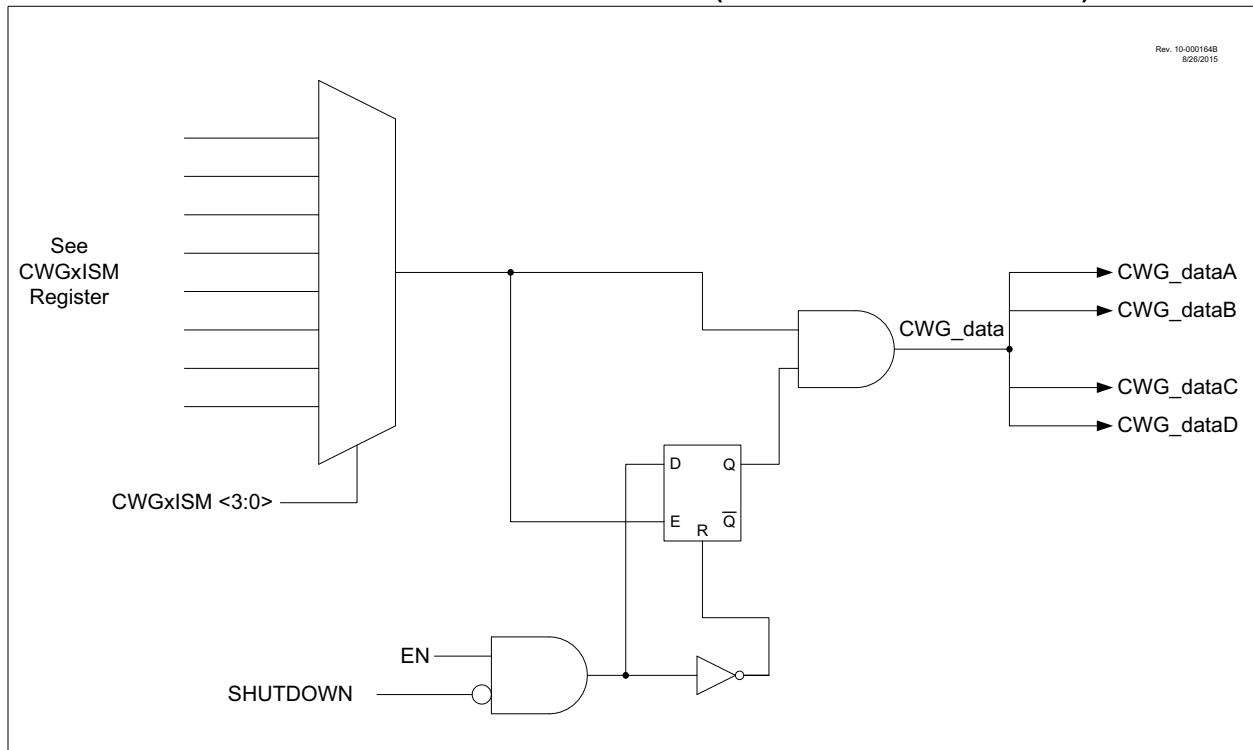 Rev. 10-000164B
8/26/2015
See
CWGxISM
Register
CWGxISM <3:0>
D
Q
E
Q̅
R
EN
SHUTDOWN
CWG_data
CWG_dataA
CWG_dataB
CWG_dataC
CWG_dataD